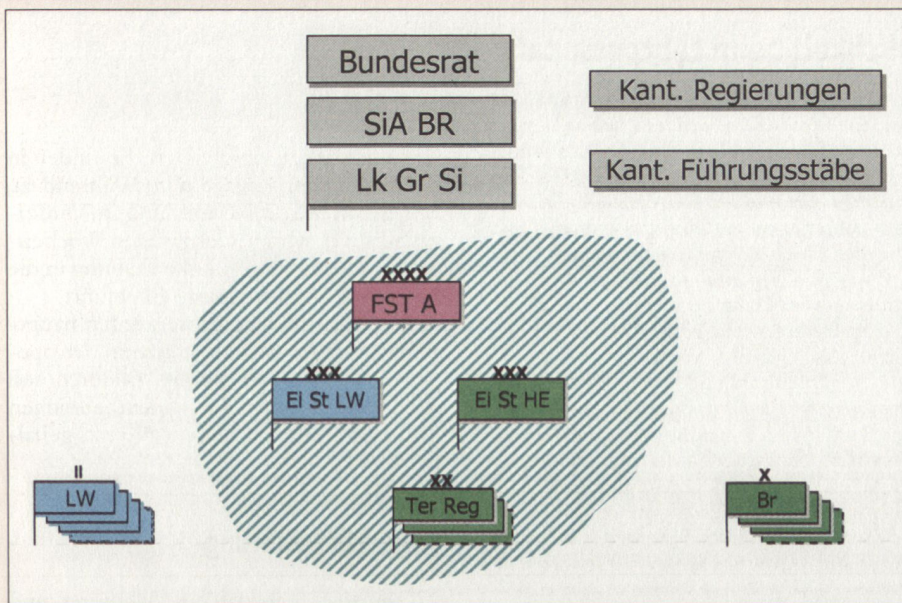 Bundesrat
SiA BR
Lk Gr Si
Kant. Regierungen
Kant. Führungsstäbe
XXXX
FST A
XXX
EI St LW
XXX
EI St HE
II
LW
XX
Ter Reg
X
Br